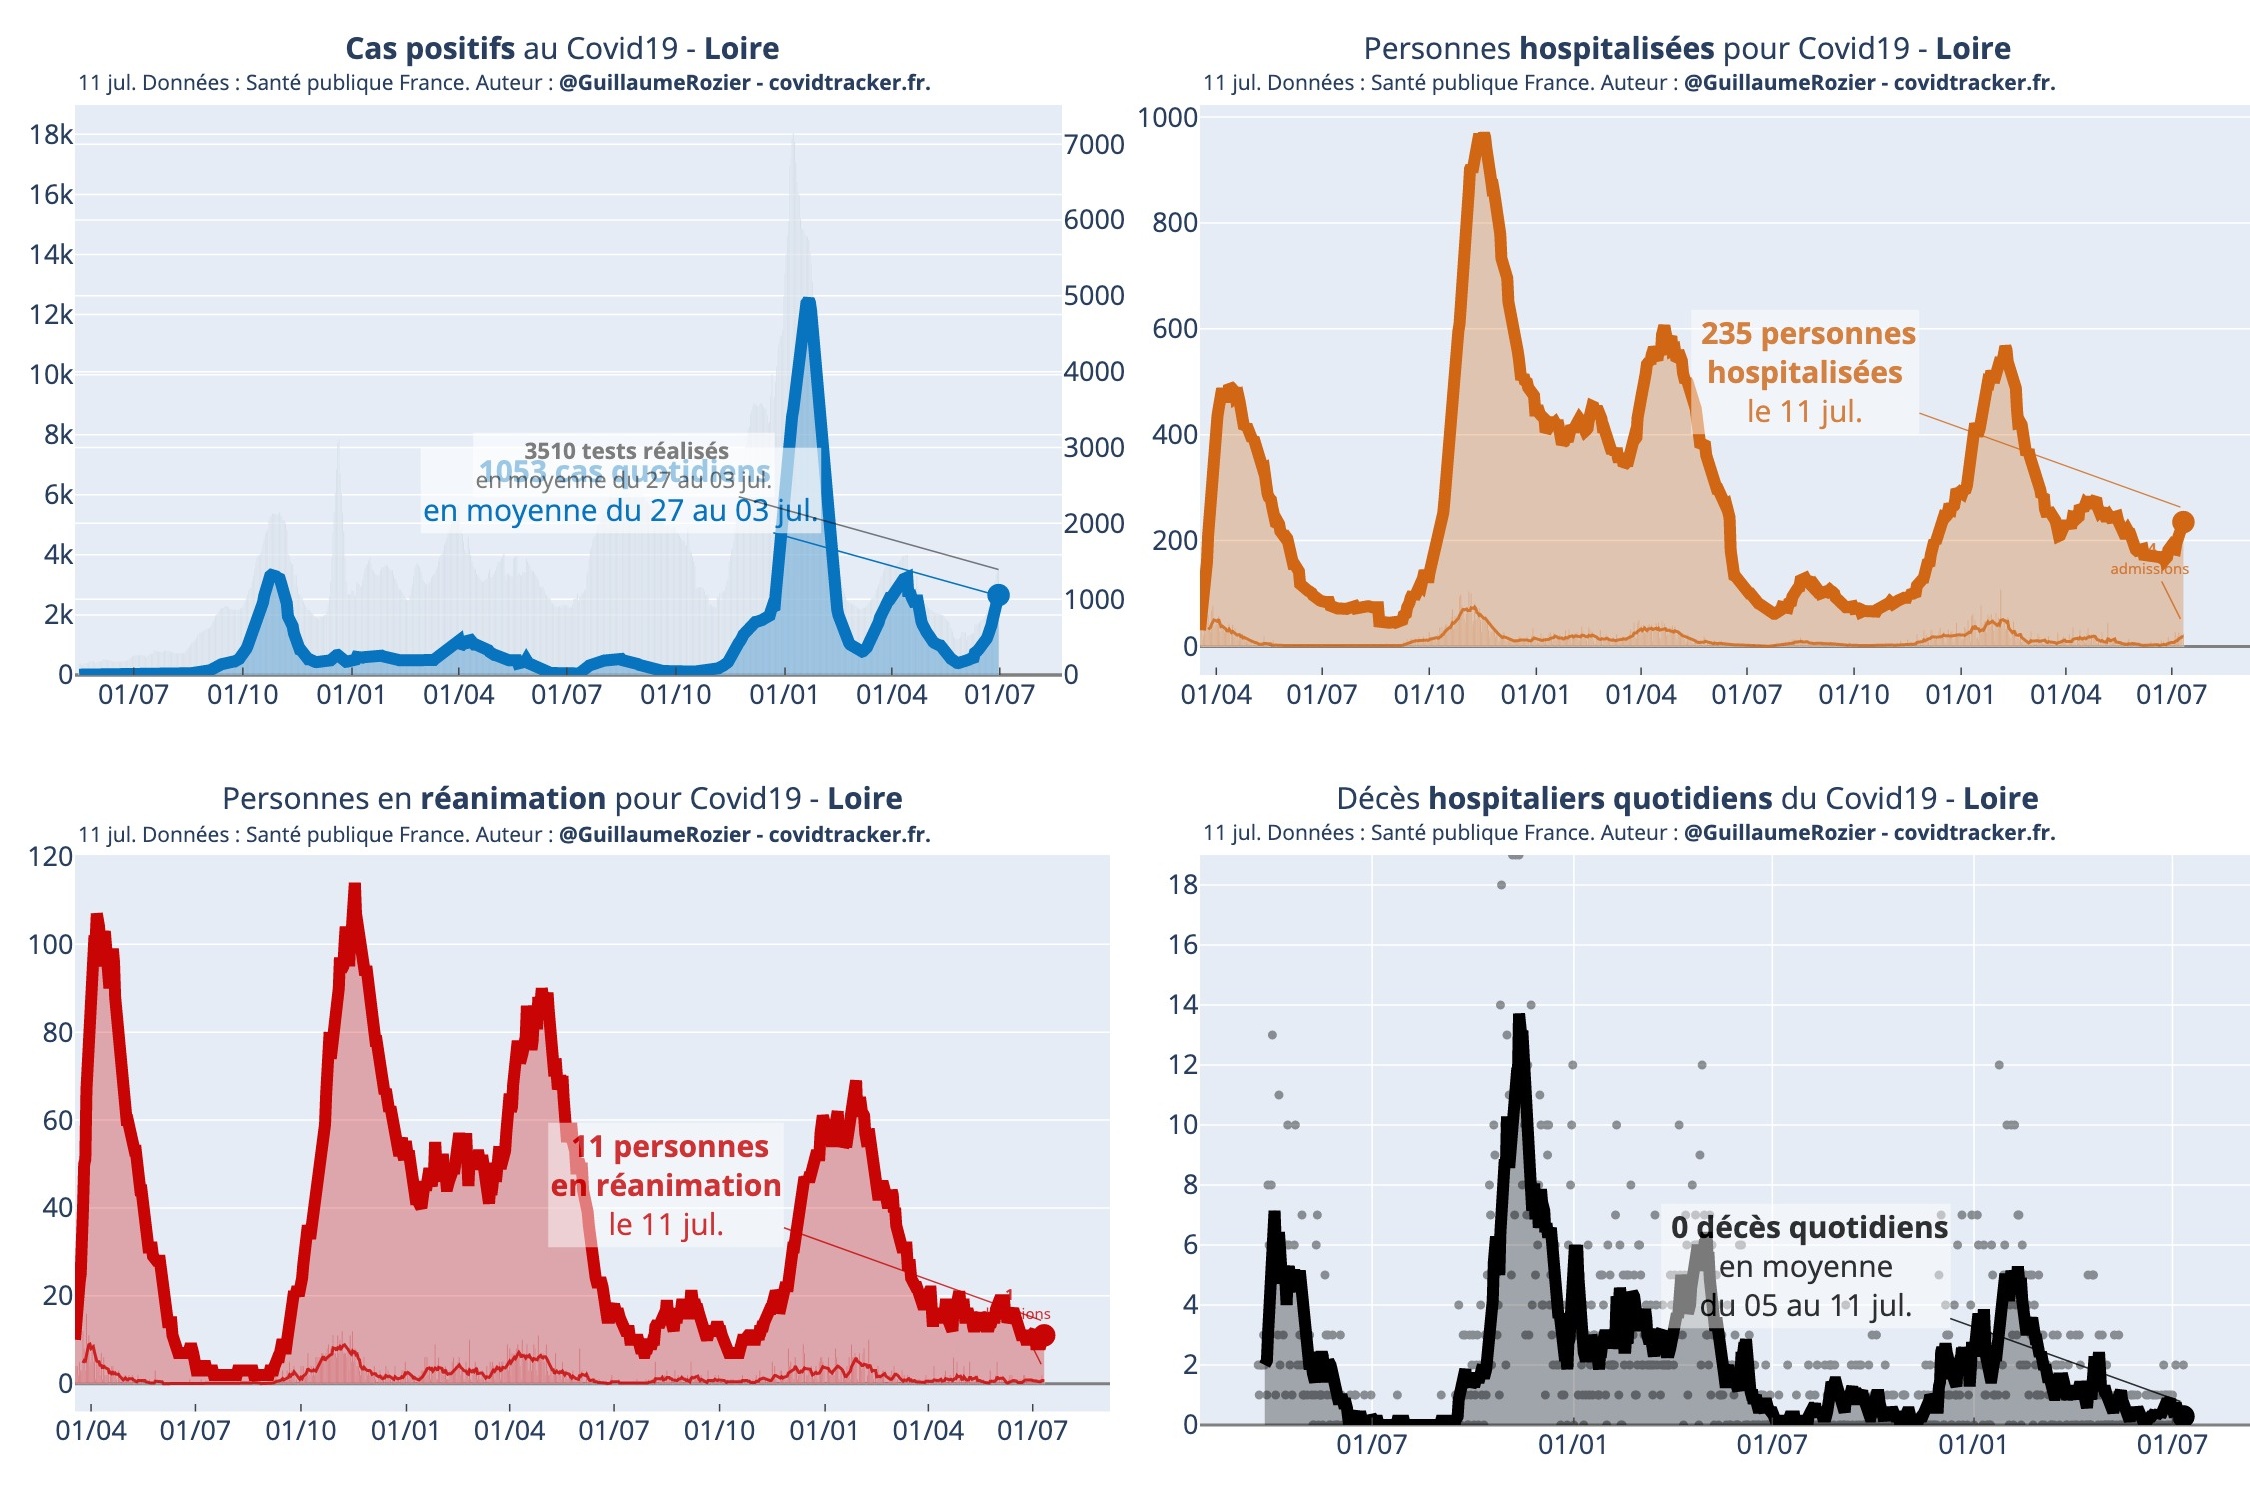 Cas positifs au Covid19 - Loire
11 jul. Données : Santé publique France. Auteur : @GuillaumeRozier - covidtracker.fr.
18k
16k
14k
12k
10k
8k
6k
4k
2k
0
7000
6000
5000
4000
3000
2000
1000
0
3510 tests réalisés
en moyenne du 27 au 03 jul.
1053 cas quotidiens
en moyenne du 27 au 03 jul.
01/07 01/10 01/01 01/04 01/07 01/10 01/01 01/04 01/07
Personnes hospitalisées pour Covid19 - Loire
11 jul. Données : Santé publique France. Auteur : @GuillaumeRozier - covidtracker.fr.
1000
800
600
400
200
0
235 personnes
hospitalisées
le 11 jul.
admissions
01/04 01/07 01/10 01/01 01/04 01/07 01/10 01/01 01/04 01/07
Personnes en réanimation pour Covid19 - Loire
11 jul. Données : Santé publique France. Auteur : @GuillaumeRozier - covidtracker.fr.
120
100
80
60
40
20
0
11 personnes
en réanimation
le 11 jul.
1
01/04 01/07 01/10 01/01 01/04 01/07 01/10 01/01 01/04 01/07
Décès hospitaliers quotidiens du Covid19 - Loire
11 jul. Données : Santé publique France. Auteur : @GuillaumeRozier - covidtracker.fr.
18
16
14
12
10
8
6
4
2
0
0 décès quotidiens
en moyenne
du 05 au 11 jul.
01/07 01/01 01/07 01/01 01/07